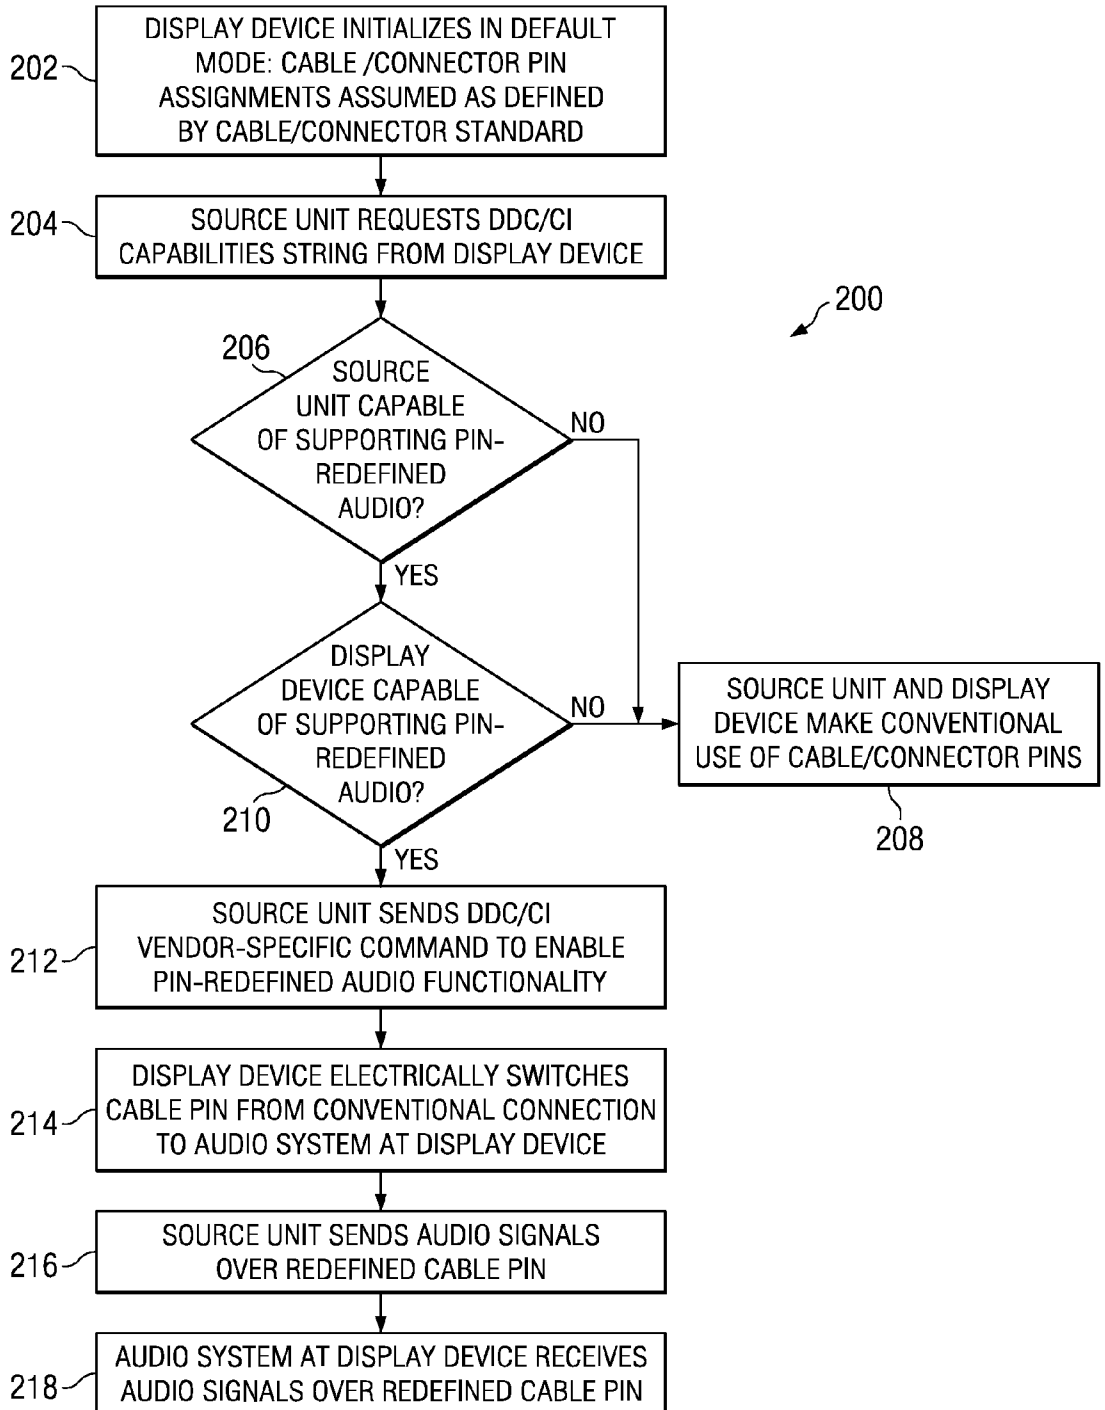 202
DISPLAY DEVICE INITIALIZES IN DEFAULT
MODE: CABLE /CONNECTOR PIN
ASSIGNMENTS ASSUMED AS DEFINED
BY CABLE/CONNECTOR STANDARD
204
SOURCE UNIT REQUESTS DDC/CI
CAPABILITIES STRING FROM DISPLAY DEVICE
200
206
SOURCE
UNIT CAPABLE
OF SUPPORTING PIN-
REDEFINED
AUDIO?
NO
YES
DISPLAY
DEVICE CAPABLE
OF SUPPORTING PIN-
REDEFINED
AUDIO?
210
NO
YES
SOURCE UNIT AND DISPLAY
DEVICE MAKE CONVENTIONAL
USE OF CABLE/CONNECTOR PINS
208
212
SOURCE UNIT SENDS DDC/CI
VENDOR-SPECIFIC COMMAND TO ENABLE
PIN-REDEFINED AUDIO FUNCTIONALITY
214
DISPLAY DEVICE ELECTRICALLY SWITCHES
CABLE PIN FROM CONVENTIONAL CONNECTION
TO AUDIO SYSTEM AT DISPLAY DEVICE
216
SOURCE UNIT SENDS AUDIO SIGNALS
OVER REDEFINED CABLE PIN
218
AUDIO SYSTEM AT DISPLAY DEVICE RECEIVES
AUDIO SIGNALS OVER REDEFINED CABLE PIN